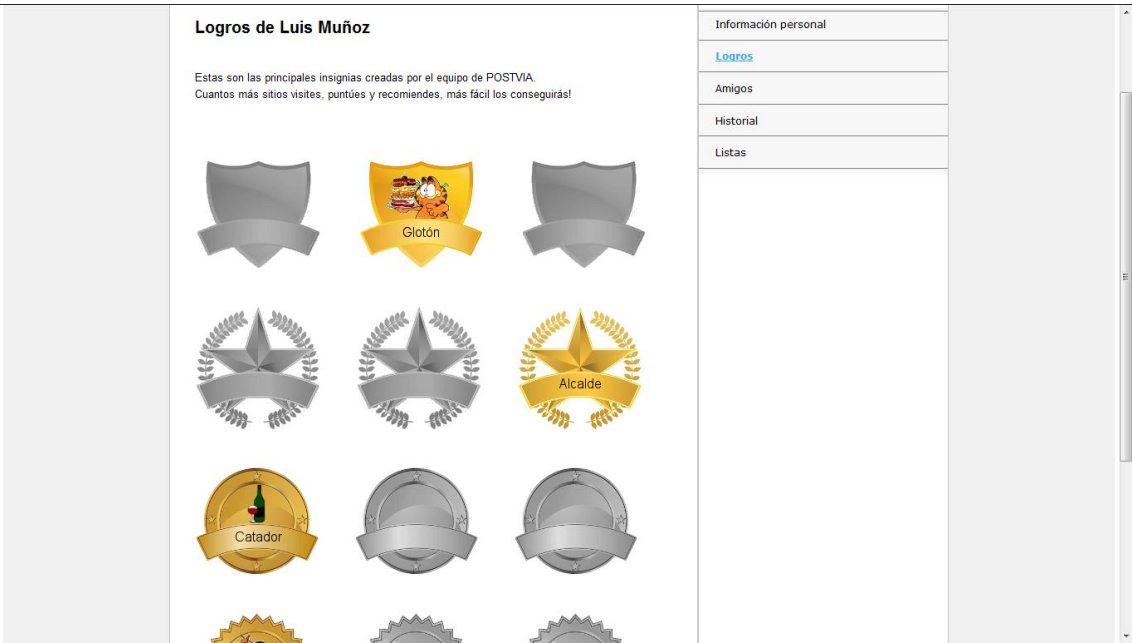 Logros de Luis Muñoz
Estas son las principales insignias creadas por el equipo de POSTVIA.
Cuantos más sitios visites, puntúes y recomiendes, más fácil los conseguirás!
Glotón
Alcalde
Catador
Información personal
Logros
Amigos
Historial
Listas